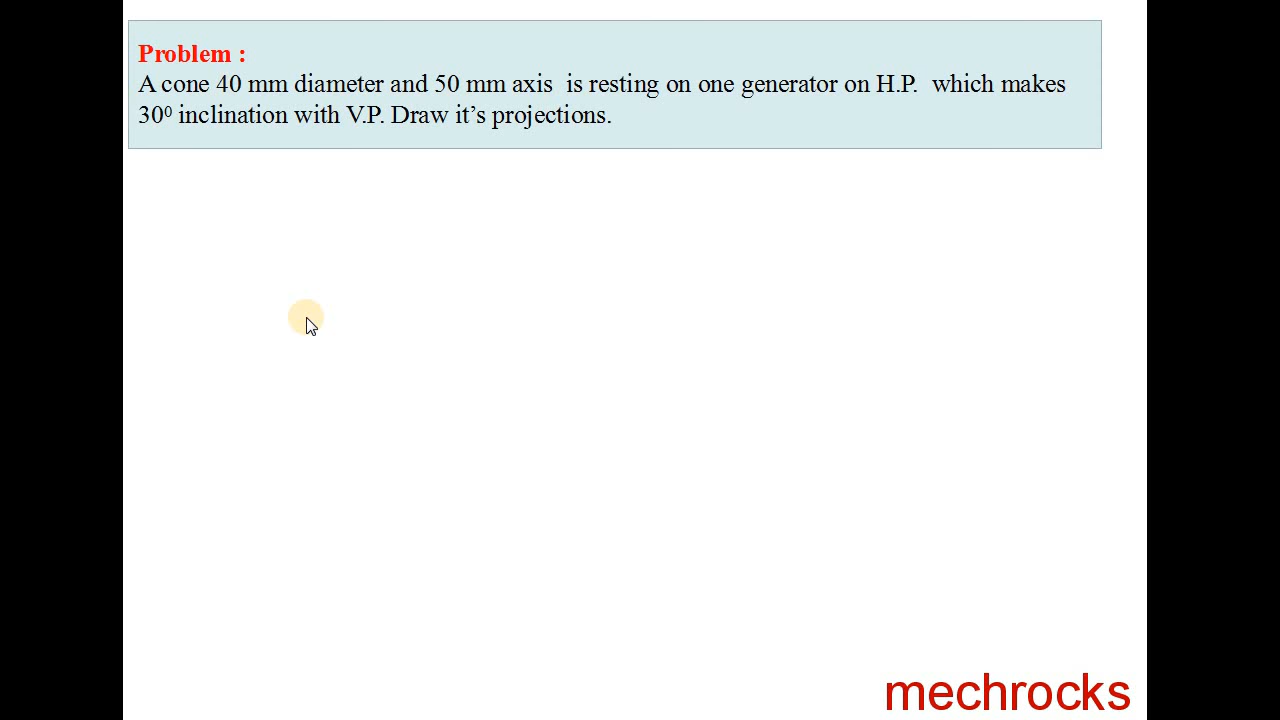 Problem :
A cone 40 mm diameter and 50 mm axis is resting on one generator on H.P. which makes
30⁰ inclination with V.P. Draw it’s projections.
mechrocks